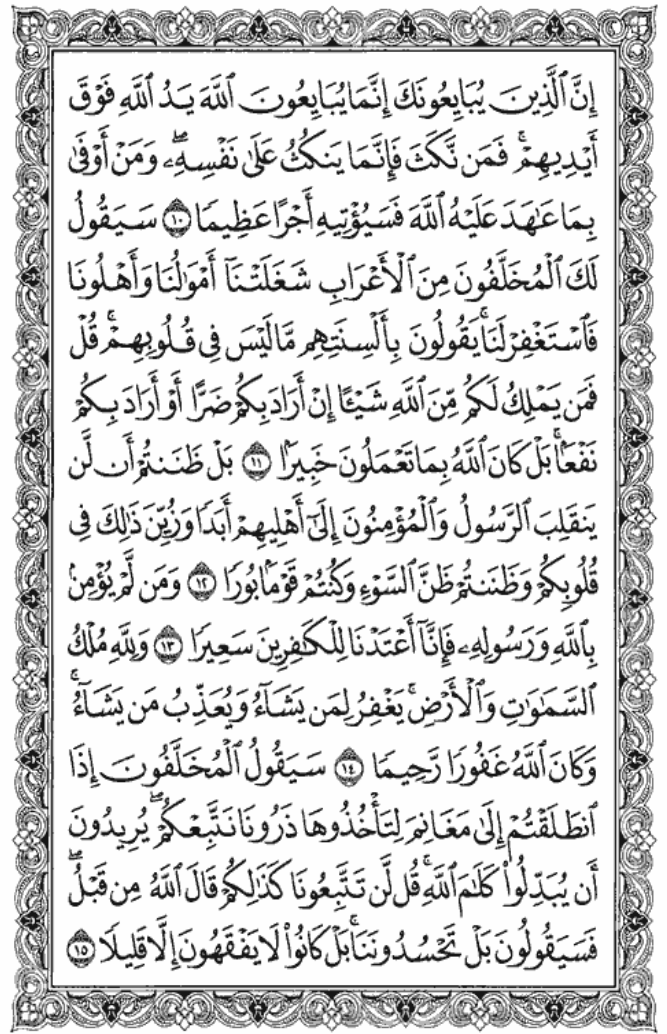 إِنَّ ٱلَّذِينَ يُبَايِعُونَكَ إِنَّمَا يُبَايِعُونَ ٱللَّهَ يَدُ ٱللَّهِ فَوْقَ
أَيْدِيهِمْ ۚ فَمَن نَّكَثَ فَإِنَّمَا يَنكُثُ عَلَىٰ نَفْسِهِۦ ۖ وَمَنْ أَوْفَىٰ
بِمَا عَٰهَدَ عَلَيْهُ ٱللَّهَ فَسَيُؤْتِيهِ أَجْرًا عَظِيمًا ١٠ سَيَقُولُ
لَكَ ٱلْمُخَلَّفُونَ مِنَ ٱلْأَعْرَابِ شَغَلَتْنَآ أَمْوَٰلُنَا وَأَهْلُونَا
فَٱسْتَغْفِرْ لَنَا ۚ يَقُولُونَ بِأَلْسِنَتِهِم مَّا لَيْسَ فِى قُلُوبِهِمْ ۚ قُلْ
فَمَن يَمْلِكُ لَكُم مِّنَ ٱللَّهِ شَيْـًٔا إِنْ أَرَادَ بِكُمْ ضَرًّا أَوْ أَرَادَ بِكُمْ
نَفْعًۢا ۚ بَلْ كَانَ ٱللَّهُ بِمَا تَعْمَلُونَ خَبِيرًۢا ١١ بَلْ ظَنَنتُمْ أَن لَّن
يَنقَلِبَ ٱلرَّسُولُ وَٱلْمُؤْمِنُونَ إِلَىٰٓ أَهْلِيهِمْ أَبَدًا وَزُيِّنَ ذَٰلِكَ فِى
قُلُوبِكُمْ وَظَنَنتُمْ ظَنَّ ٱلسَّوْءِ وَكُنتُمْ قَوْمًۢا بُورًا ١٢ وَمَن لَّمْ يُؤْمِنۢ
بِٱللَّهِ وَرَسُولِهِۦ فَإِنَّآ أَعْتَدْنَا لِلْكَٰفِرِينَ سَعِيرًا ١٣ وَلِلَّهِ مُلْكُ
ٱلسَّمَٰوَٰتِ وَٱلْأَرْضِ ۚ يَغْفِرُ لِمَن يَشَآءُ وَيُعَذِّبُ مَن يَشَآءُ ۚ
وَكَانَ ٱللَّهُ غَفُورًا رَّحِيمًا ١٤ سَيَقُولُ ٱلْمُخَلَّفُونَ إِذَا
ٱنطَلَقْتُمْ إِلَىٰ مَغَانِمَ لِتَأْخُذُوهَا ذَرُونَا نَتَّبِعْكُمْ ۖ يُرِيدُونَ
أَن يُبَدِّلُوا۟ كَلَٰمَ ٱللَّهِ ۚ قُل لَّن تَتَّبِعُونَا كَذَٰلِكُمْ قَالَ ٱللَّهُ مِن قَبْلُ ۖ
فَسَيَقُولُونَ بَلْ تَحْسُدُونَنَا ۚ بَلْ كَانُوا۟ لَا يَفْقَهُونَ إِلَّا قَلِيلًا ١٥